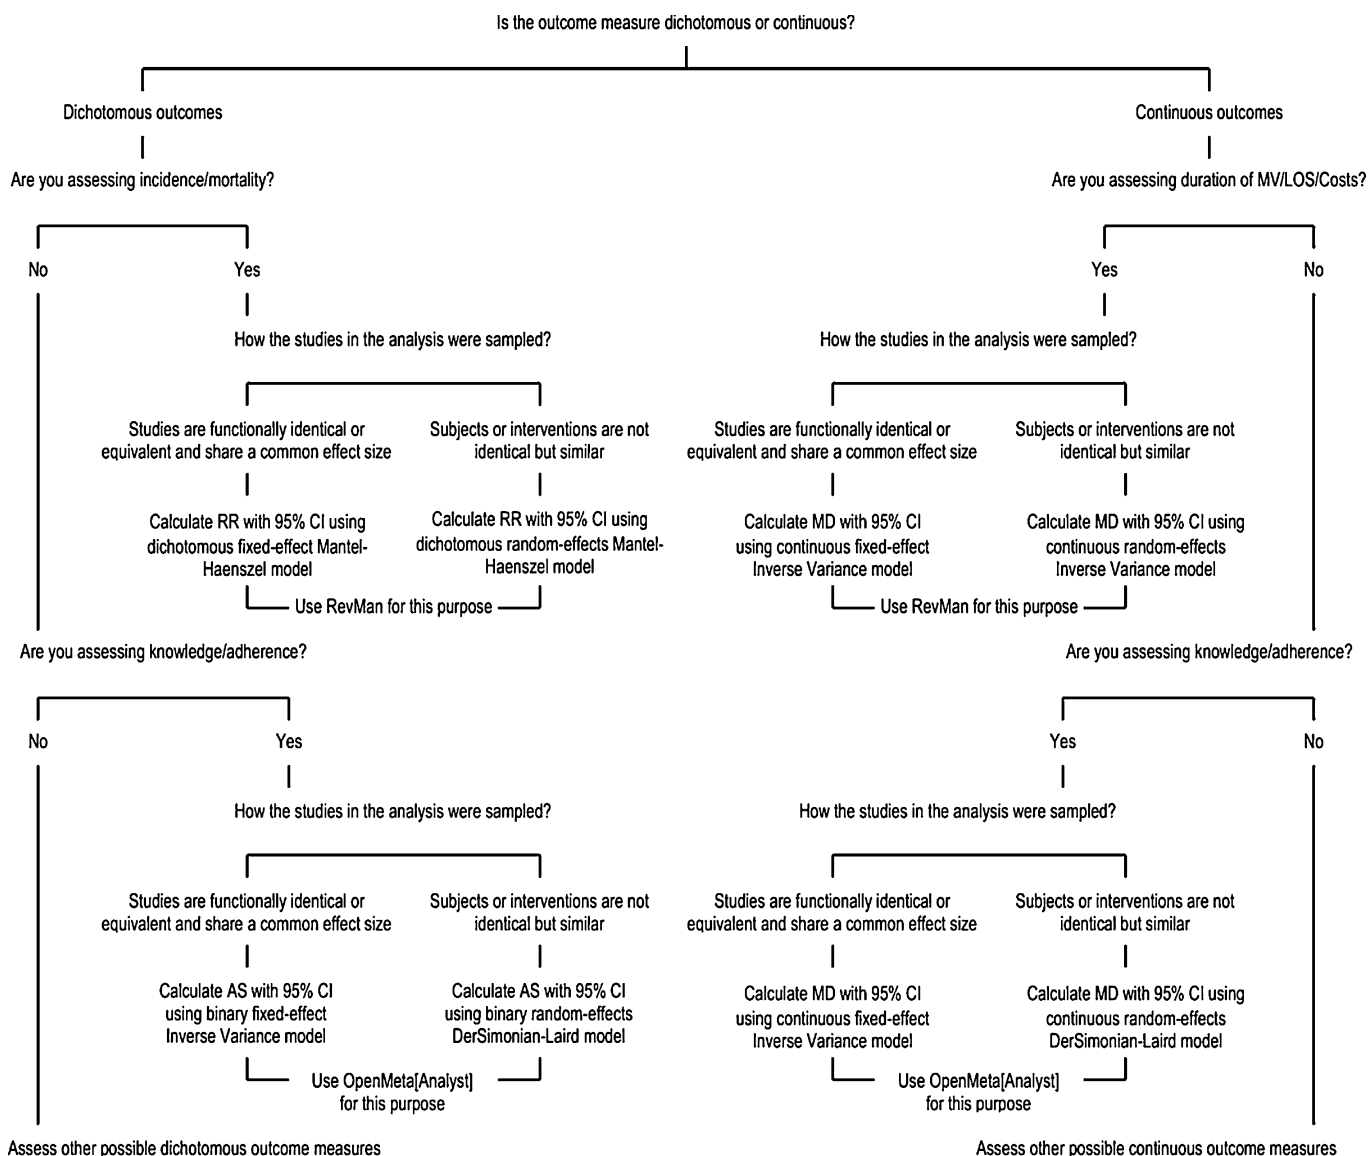 Is the outcome measure dichotomous or continuous?
Dichotomous outcomes
Continuous outcomes
Are you assessing incidence/mortality?
Are you assessing duration of MV/LOS/Costs?
No
Yes
Yes
No
How the studies in the analysis were sampled?
How the studies in the analysis were sampled?
Studies are functionally identical or
equivalent and share a common effect size
Subjects or interventions are not
identical but similar
Studies are functionally identical or
equivalent and share a common effect size
Subjects or interventions are not
identical but similar
Calculate RR with 95% CI using
dichotomous fixed-effect Mantel-
Haenszel model
Calculate RR with 95% CI using
dichotomous random-effects Mantel-
Haenszel model
Calculate MD with 95% CI
using continuous fixed-effect
Inverse Variance model
Calculate MD with 95% CI using
continuous random-effects
Inverse Variance model
Use RevMan for this purpose
Use RevMan for this purpose
Are you assessing knowledge/adherence?
Are you assessing knowledge/adherence?
No
Yes
Yes
No
How the studies in the analysis were sampled?
How the studies in the analysis were sampled?
Studies are functionally identical or
equivalent and share a common effect size
Subjects or interventions are not
identical but similar
Studies are functionally identical or
equivalent and share a common effect size
Subjects or interventions are not
identical but similar
Calculate AS with 95% CI
using binary fixed-effect
Inverse Variance model
Calculate AS with 95% CI
using binary random-effects
DerSimonian-Laird model
Calculate MD with 95% CI
using continuous fixed-effect
Inverse Variance model
Calculate MD with 95% CI using
continuous random-effects
DerSimonian-Laird model
Use OpenMeta[Analyst]
for this purpose
Use OpenMeta[Analyst]
for this purpose
Assess other possible dichotomous outcome measures
Assess other possible continuous outcome measures